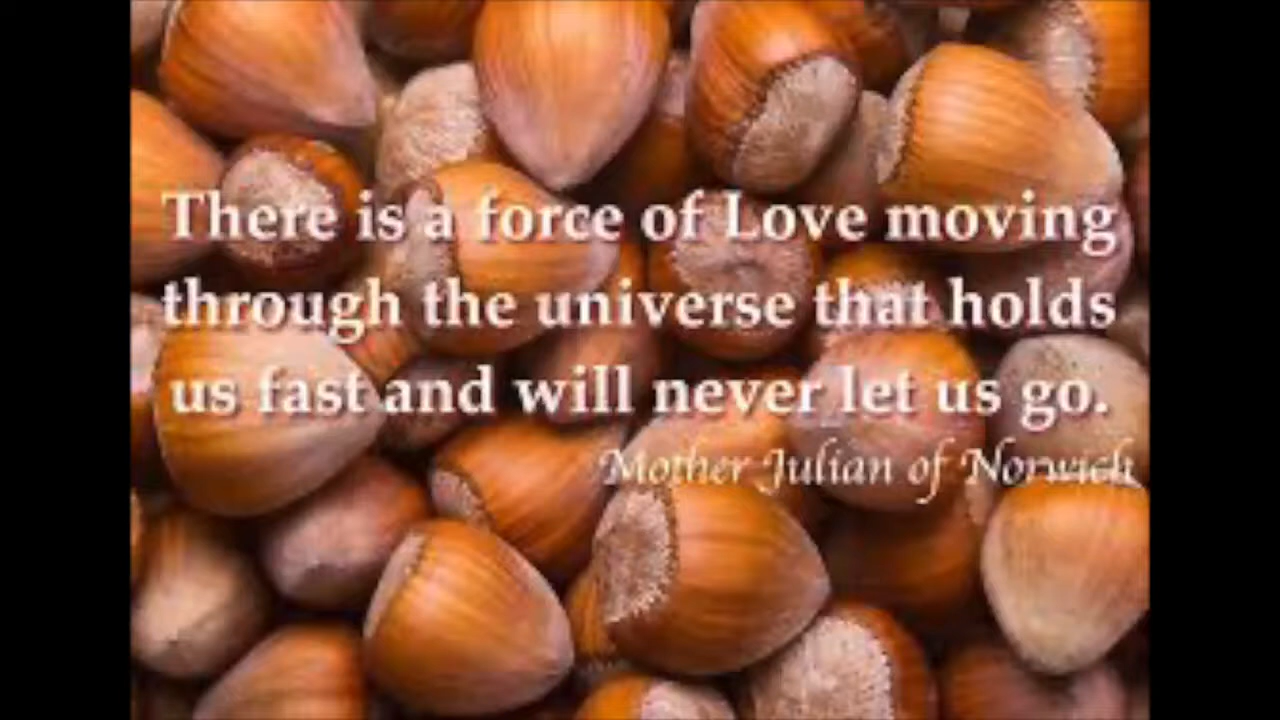 There is a force of Love moving
through the universe that holds
us fast and will never let us go.
Mother Julian of Norwich